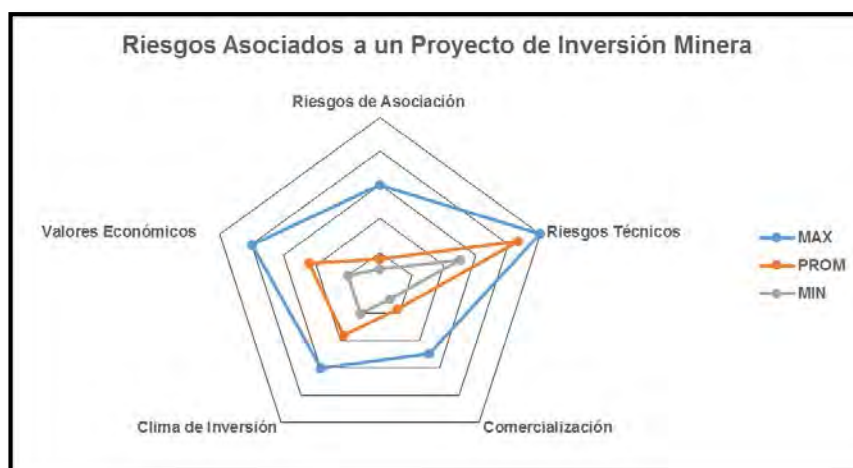 Riesgos Asociados a un Proyecto de Inversión Minera
Riesgos de Asociación
Valores Económicos
Riesgos Técnicos
MAX
PROM
MIN
Clima de Inversión
Comercialización